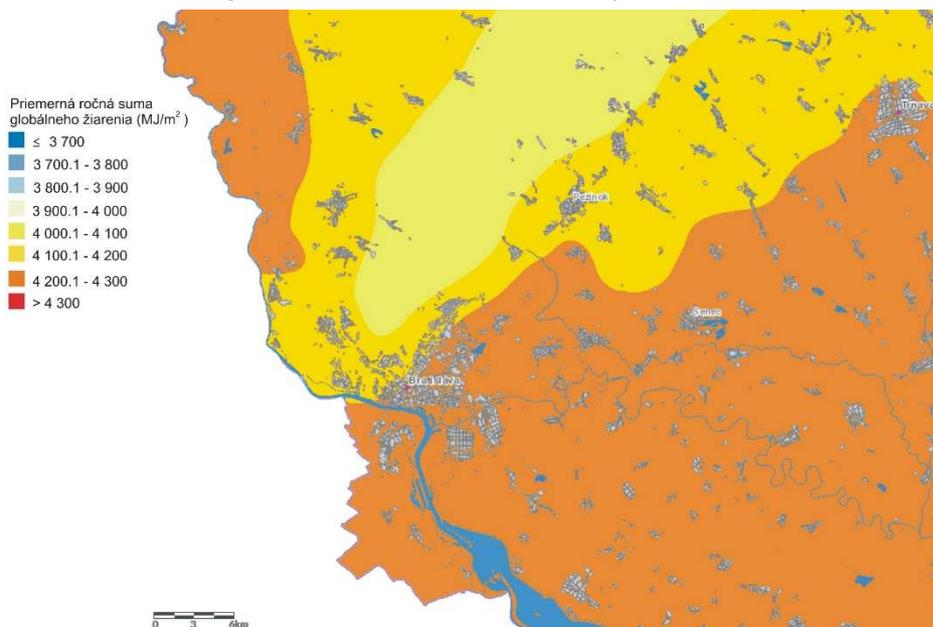 Priemerná ročná suma
globálneho žiarenia (MJ/m²)
≤ 3 700
3 700.1 - 3 800
3 800.1 - 3 900
3 900.1 - 4 000
4 000.1 - 4 100
4 100.1 - 4 200
4 200.1 - 4 300
> 4 300
Trnava
Pezinok
Senec
Bratislava
0 3 6km